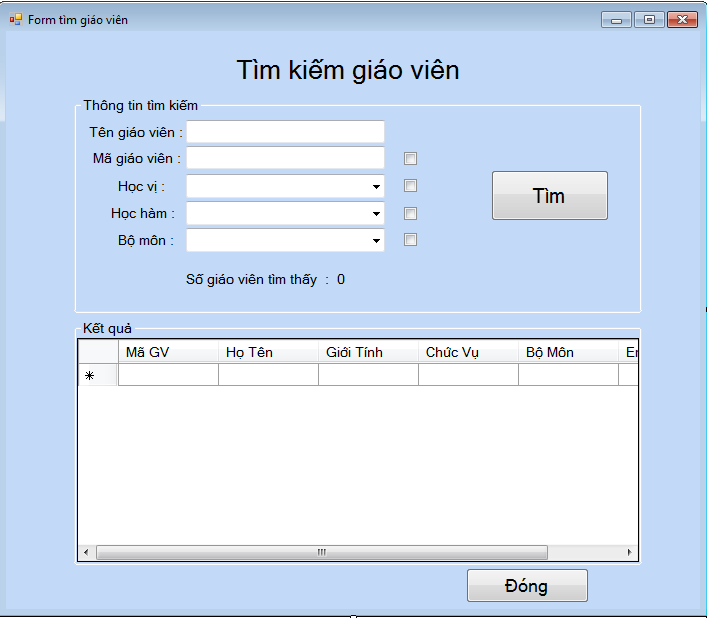 Form tìm giáo viên
Tìm kiếm giáo viên
Thông tin tìm kiếm
Tên giáo viên :
Mã giáo viên :
Học vị :
Học hàm :
Bộ môn :
Tìm
Số giáo viên tìm thấy : 0
Kết quả
Mã GV Họ Tên Giới Tính Chức Vụ Bộ Môn
Đóng